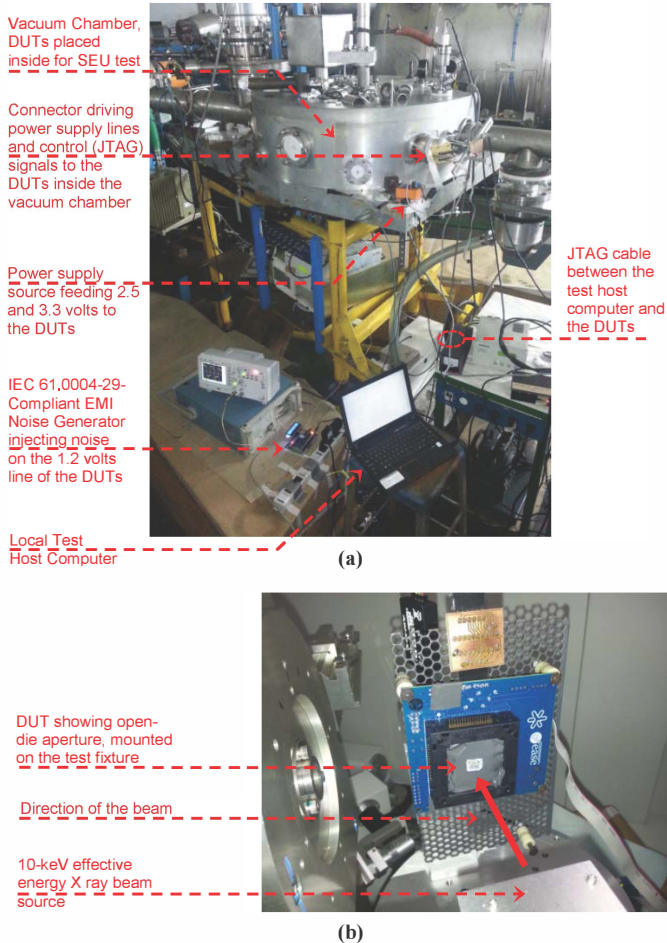 Vacuum Chamber,
DUTs placed
inside for SEU test
Connector driving
power supply lines
and control (JTAG)
signals to the
DUTs inside the
vacuum chamber
Power supply
source feeding 2.5
and 3.3 volts to
the DUTs
JTAG cable
between the
test host
computer and
the DUTs
IEC 61.0004-29-
Compliant EMI
Noise Generator
injecting noise
on the 1.2 volts
line of the DUTs
Local Test
Host Computer
(a)
DUT showing open-
die aperture, mounted
on the test fixture
Direction of the beam
10-keV effective
energy X ray beam
source
ease
(b)